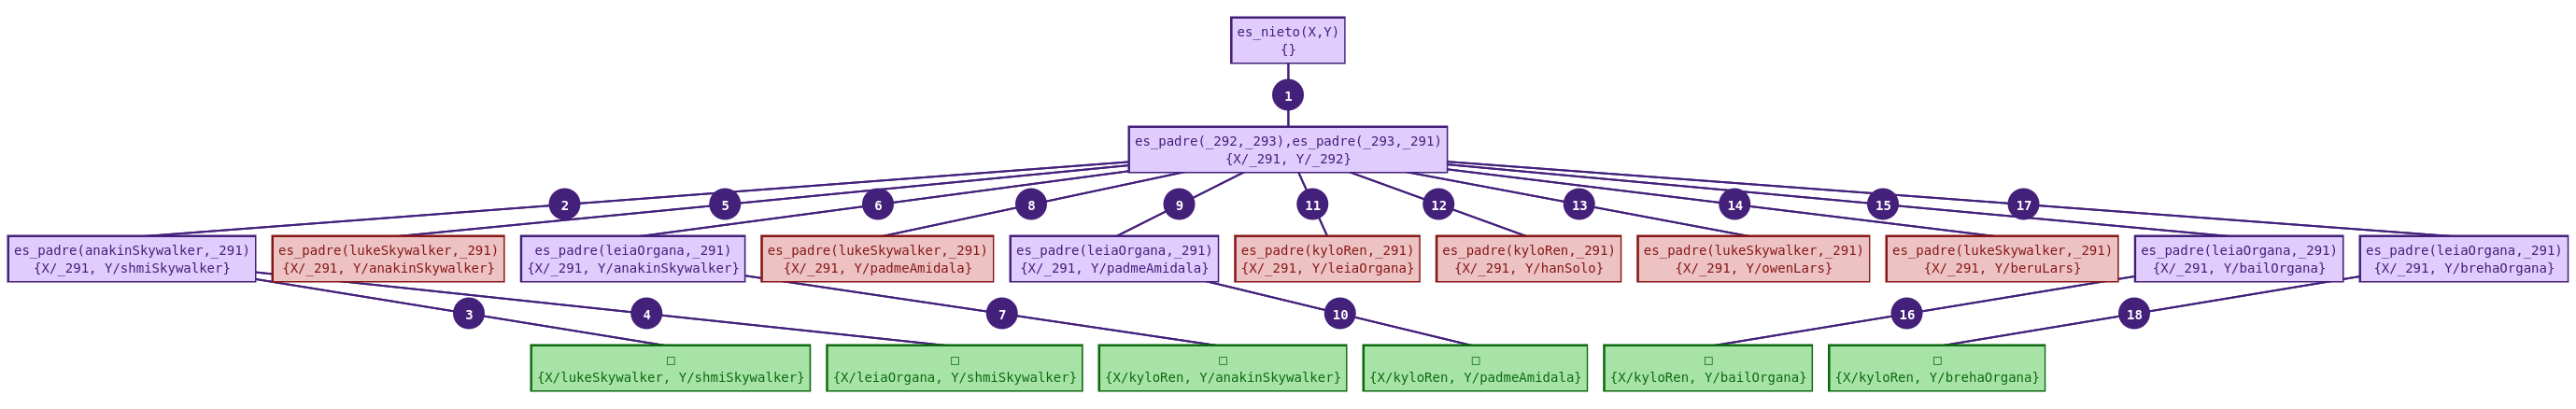 es_nieto(X,Y)
{}
1
es_padre(_292,_293),es_padre(_293,_291)
{X/_291, Y/_292}
2
5
6
8
9
11
12
13
14
15
17
es_padre(anakinSkywalker,_291)
{X/_291, Y/shmiSkywalker}
es_padre(lukeSkywalker,_291)
{X/_291, Y/anakinSkywalker}
es_padre(leiaOrgana,_291)
{X/_291, Y/anakinSkywalker}
es_padre(lukeSkywalker,_291)
{X/_291, Y/padmeAmidala}
es_padre(leiaOrgana,_291)
{X/_291, Y/padmeAmidala}
es_padre(kyloRen,_291)
{X/_291, Y/leiaOrgana}
es_padre(kyloRen,_291)
{X/_291, Y/hanSolo}
es_padre(lukeSkywalker,_291)
{X/_291, Y/owenLars}
es_padre(lukeSkywalker,_291)
{X/_291, Y/beruLars}
es_padre(leiaOrgana,_291)
{X/_291, Y/bailOrgana}
es_padre(leiaOrgana,_291)
{X/_291, Y/brehaOrgana}
3
4
7
10
16
18
□
{X/lukeSkywalker, Y/shmiSkywalker}
□
{X/leiaOrgana, Y/shmiSkywalker}
□
{X/kyloRen, Y/anakinSkywalker}
□
{X/kyloRen, Y/padmeAmidala}
□
{X/kyloRen, Y/bailOrgana}
□
{X/kyloRen, Y/brehaOrgana}